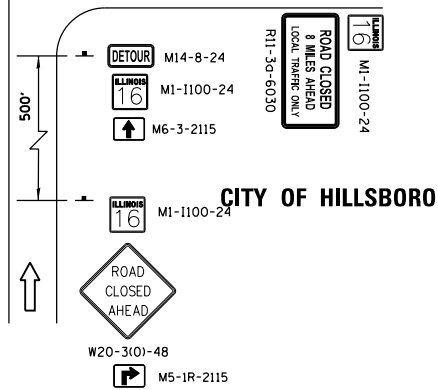 DETOUR M14-8-24
ILLINOIS
16 M1-I100-24
M6-3-2115
500'
ROAD CLOSED
8 MILES AHEAD
LOCAL TRAFFIC ONLY
R11-3a-6030
ILLINOIS
16
M1-I100-24
ILLINOIS
16 M1-I100-24
CITY OF HILLSBORO
ROAD
CLOSED
AHEAD
W20-3(O)-48
M5-1R-2115